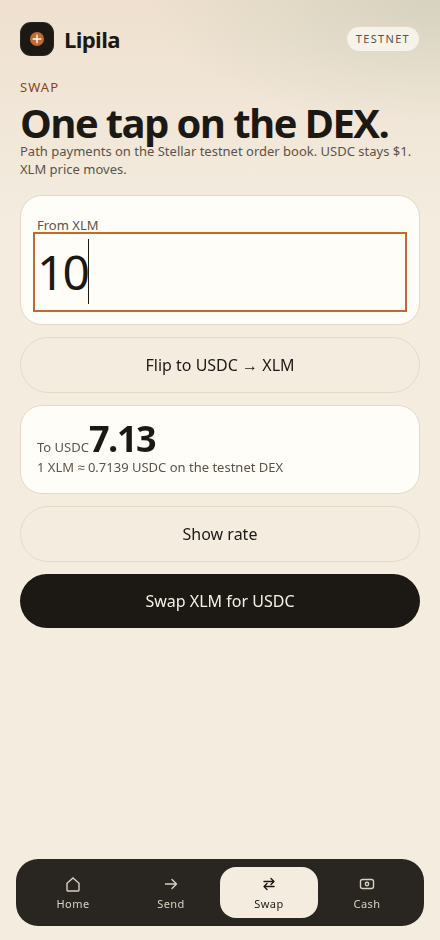 Lipila
TESTNET
SWAP
One tap on the DEX.
Path payments on the Stellar testnet order book. USDC stays $1.
XLM price moves.
From XLM
10
Flip to USDC → XLM
To USDC 7.13
1 XLM ≈ 0.7139 USDC on the testnet DEX
Show rate
Swap XLM for USDC
Home
Send
Swap
Cash